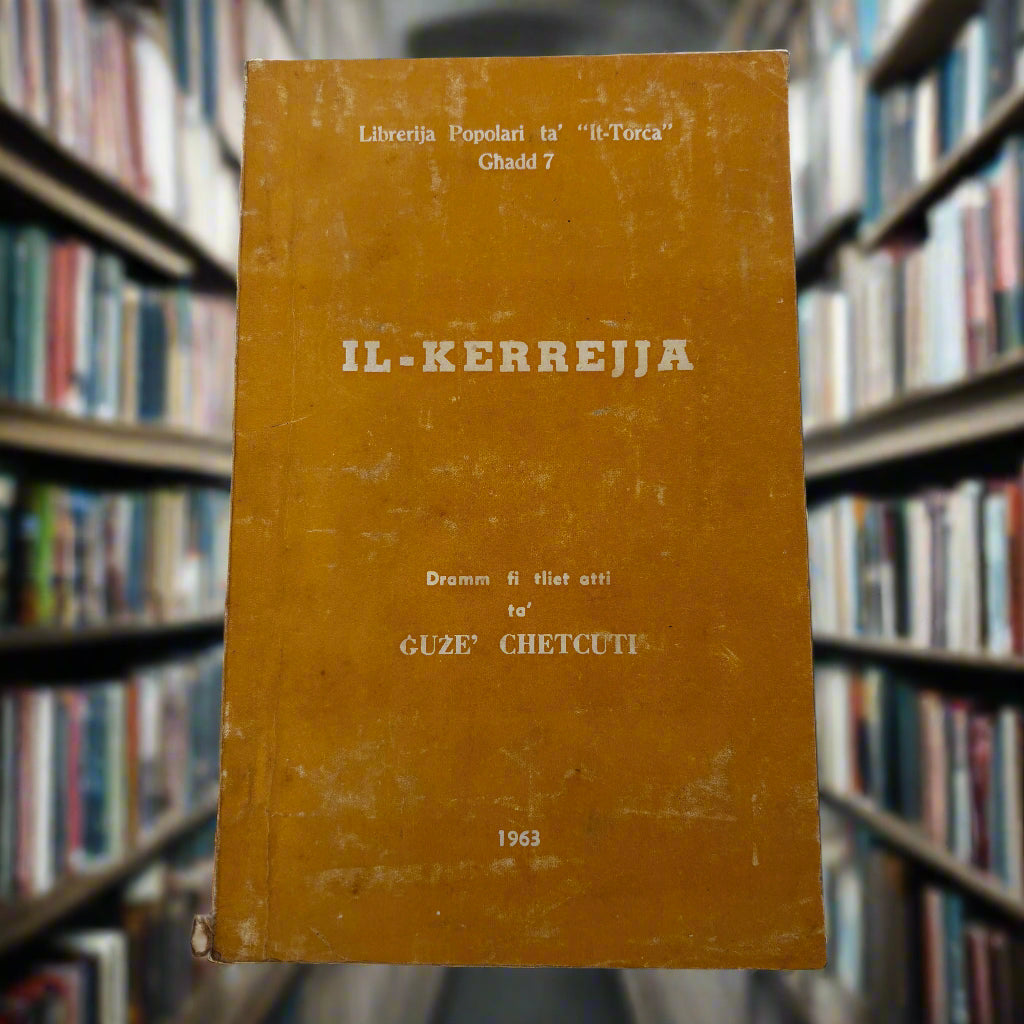 Librerija Popolari ta' "It-Torċa"
Għadd 7
IL-KERREJJA
Dramm fi tliet atti
ta'
ĠUŻE' CHETCUTI
1963